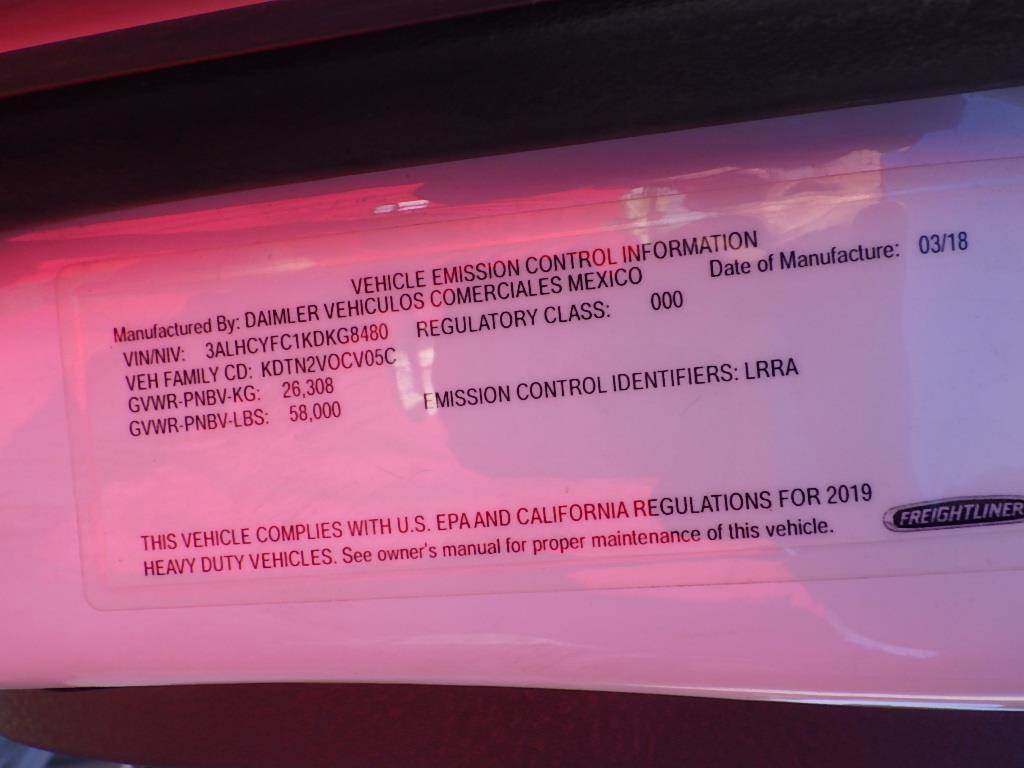 VEHICLE EMISSION CONTROL INFORMATION
Manufactured By: DAIMLER VEHICULOS COMERCIALES MEXICO
Date of Manufacture: 03/18
VIN/NIV: 3ALHCYFC1KDKG8480 REGULATORY CLASS: 000
VEH FAMILY CD: KDTN2VOCV05C
GVWR-PNBV-KG: 26,308
EMISSION CONTROL IDENTIFIERS: LRRA
GVWR-PNBV-LBS: 58,000
THIS VEHICLE COMPLIES WITH U.S. EPA AND CALIFORNIA REGULATIONS FOR 2019
HEAVY DUTY VEHICLES. See owner's manual for proper maintenance of this vehicle.
FREIGHTLINER